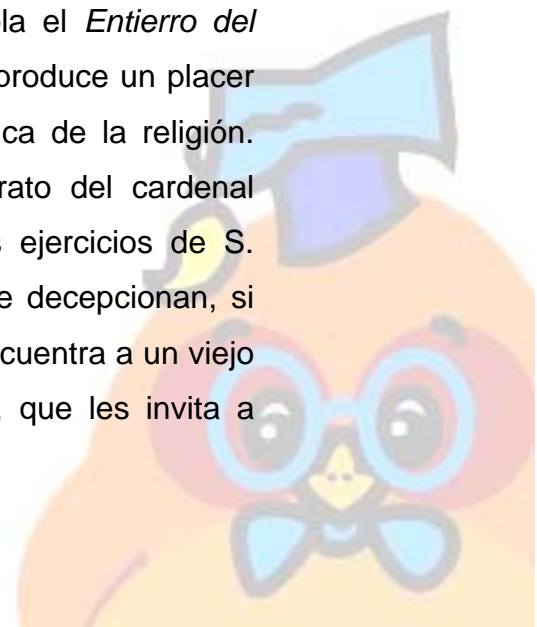 la el Entierro del
produce un placer
ca de la religión.
rato del cardenal
s ejercicios de S.
e decepcionan, si
cuentra a un viejo
que les invita a